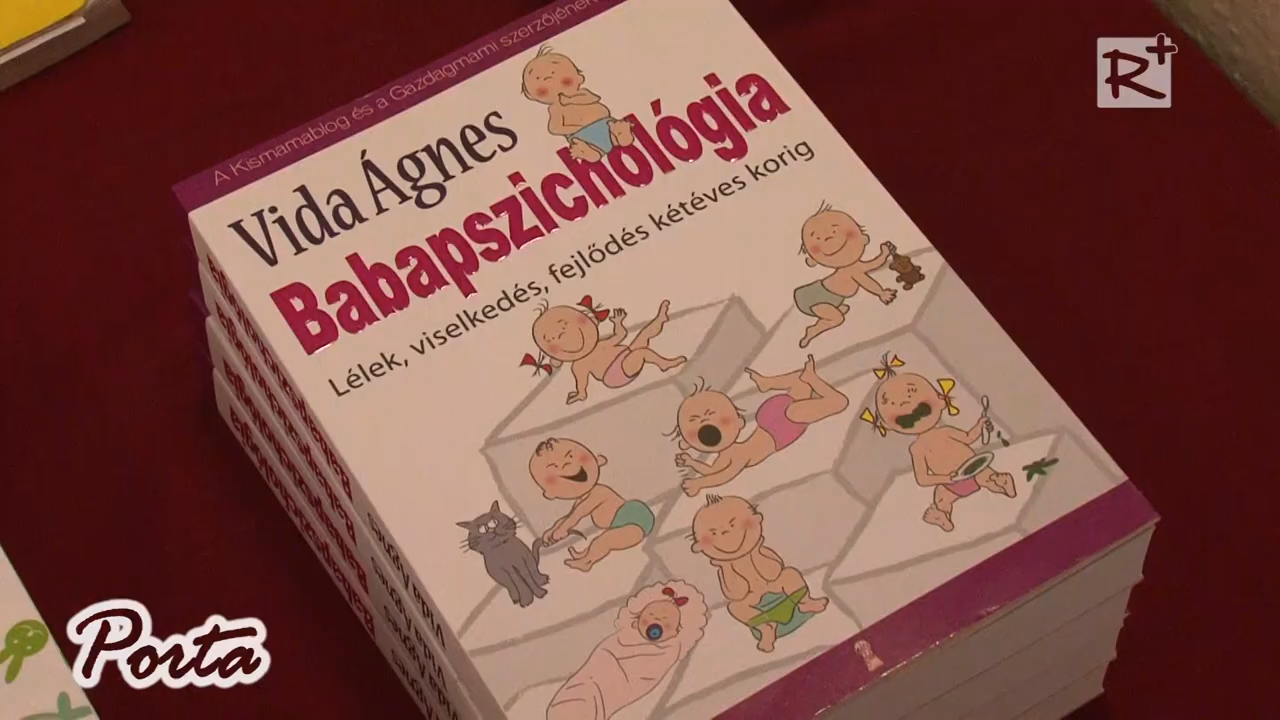 A Kismamablog és a Gazdagmami szerzőjének
Vida Ágnes
Babapszichológia
Lélek, viselkedés, fejlődés kétéves korig
R+
Porta